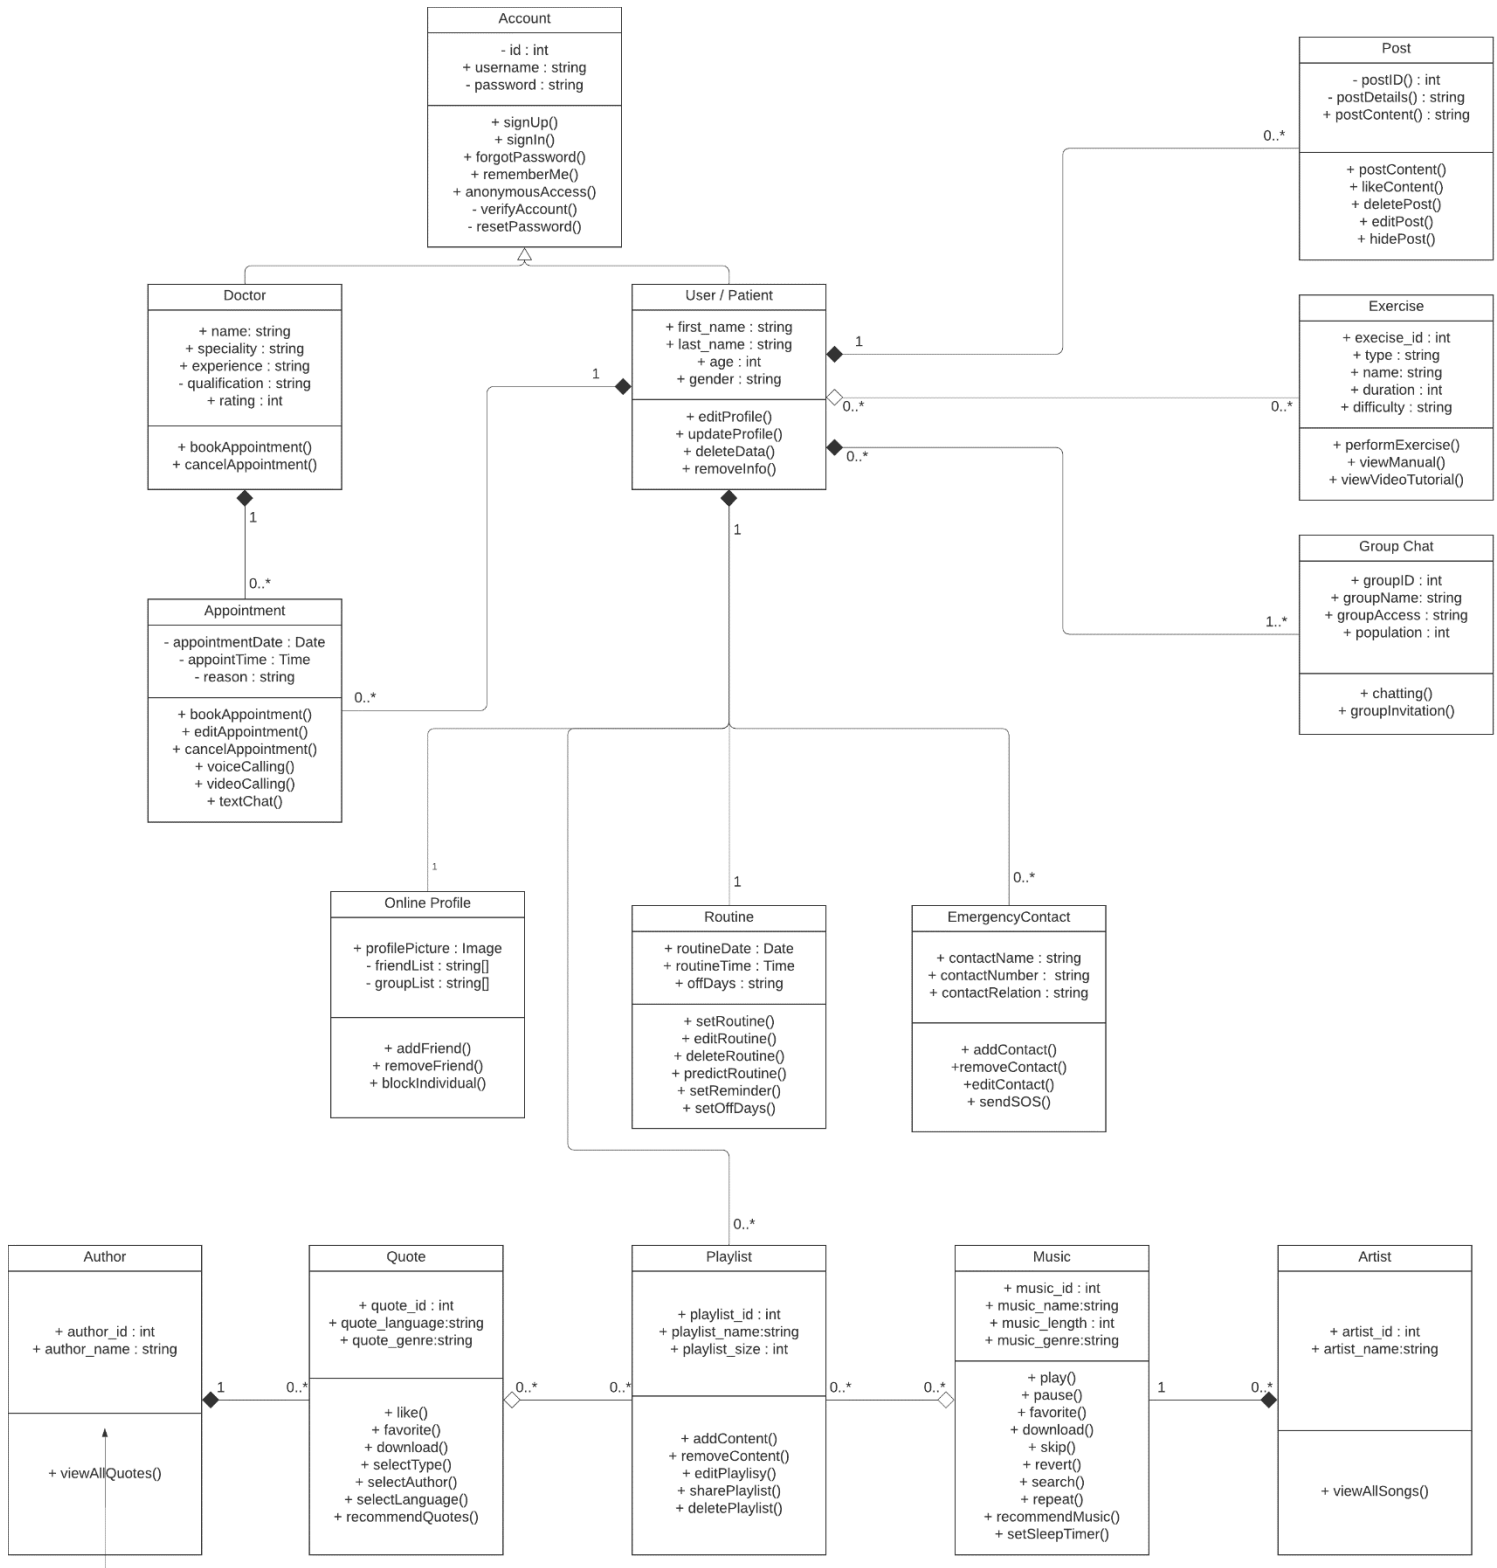 Account
- id : int
+ username : string
- password : string
+ signUp()
+ signIn()
+ forgotPassword()
+ rememberMe()
+ anonymousAccess()
- verifyAccount()
- resetPassword()
Post
- postID() : int
- postDetails() : string
+ postContent() : string
+ postContent()
+ likeContent()
+ deletePost()
+ editPost()
+ hidePost()
0..*
1
Doctor
+ name: string
+ speciality : string
+ experience : string
- qualification : string
+ rating : int
+ bookAppointment()
+ cancelAppointment()
1
0..*
User / Patient
+ first_name : string
+ last_name : string
+ age : int
+ gender : string
+ editProfile()
+ updateProfile()
+ deleteData()
+ removeInfo()
1
0..*
0..*
0..*
1..*
1
Exercise
+ execise_id : int
+ type : string
+ name: string
+ duration : int
+ difficulty : string
+ performExercise()
+ viewManual()
+ viewVideoTutorial()
Group Chat
+ groupID : int
+ groupName: string
+ groupAccess : string
+ population : int
+ chatting()
+ groupInvitation()
Appointment
- appointmentDate : Date
- appointTime : Time
- reason : string
+ bookAppointment()
+ editAppointment()
+ cancelAppointment()
+ voiceCalling()
+ videoCalling()
+ textChat()
0..*
1
1
0..*
Online Profile
+ profilePicture : Image
- friendList : string[]
- groupList : string[]
+ addFriend()
+ removeFriend()
+ blockIndividual()
Routine
+ routineDate : Date
+ routineTime : Time
+ offDays : string
+ setRoutine()
+ editRoutine()
+ deleteRoutine()
+ predictRoutine()
+ setReminder()
+ setOffDays()
EmergencyContact
+ contactName : string
+ contactNumber :  string
+ contactRelation : string
+ addContact()
+removeContact()
+editContact()
+ sendSOS()
0..*
Author
+ author_id : int
+ author_name : string
+ viewAllQuotes()
1
0..*
Quote
+ quote_id : int
+ quote_language:string
+ quote_genre:string
+ like()
+ favorite()
+ download()
+ selectType()
+ selectAuthor()
+ selectLanguage()
+ recommendQuotes()
0..*
0..*
Playlist
+ playlist_id : int
+ playlist_name:string
+ playlist_size : int
+ addContent()
+ removeContent()
+ editPlaylisy()
+ sharePlaylist()
+ deletePlaylist()
0..*
0..*
Music
+ music_id : int
+ music_name:string
+ music_length : int
+ music_genre:string
+ play()
+ pause()
+ favorite()
+ download()
+ skip()
+ revert()
+ search()
+ repeat()
+ recommendMusic()
+ setSleepTimer()
1
0..*
Artist
+ artist_id : int
+ artist_name:string
+ viewAllSongs()